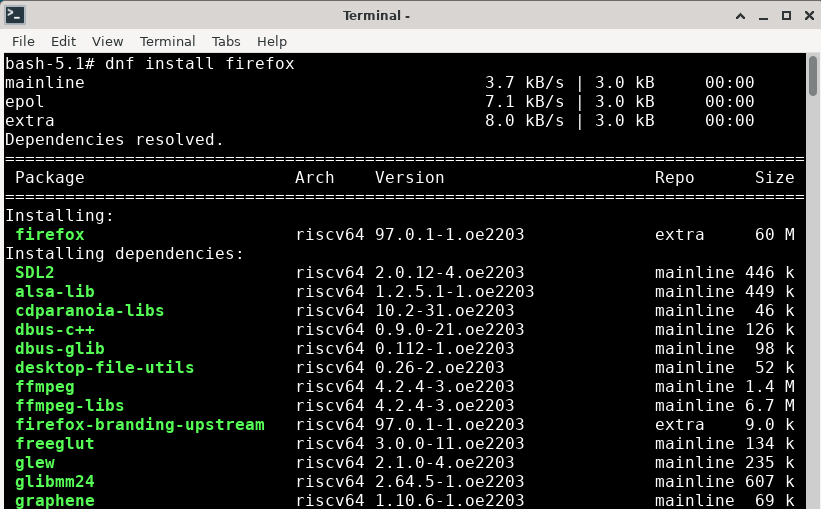 Terminal -
File Edit View Terminal Tabs Help
bash-5.1# dnf install firefox
mainline 3.7 kB/s | 3.0 kB 00:00
epol 7.1 kB/s | 3.0 kB 00:00
extra 8.0 kB/s | 3.0 kB 00:00
Dependencies resolved.
================================================================================
Package Arch Version Repo Size
================================================================================
Installing:
firefox riscv64 97.0.1-1.oe2203 extra 60 M
Installing dependencies:
SDL2 riscv64 2.0.12-4.oe2203 mainline 446 k
alsa-lib riscv64 1.2.5.1-1.oe2203 mainline 449 k
cdparanoia-libs riscv64 10.2-31.oe2203 mainline 46 k
dbus-c++ riscv64 0.9.0-21.oe2203 mainline 126 k
dbus-glib riscv64 0.112-1.oe2203 mainline 98 k
desktop-file-utils riscv64 0.26-2.oe2203 mainline 52 k
ffmpeg riscv64 4.2.4-3.oe2203 mainline 1.4 M
ffmpeg-libs riscv64 4.2.4-3.oe2203 mainline 6.7 M
firefox-branding-upstream riscv64 97.0.1-1.oe2203 extra 9.0 k
freeglut riscv64 3.0.0-11.oe2203 mainline 134 k
glew riscv64 2.1.0-4.oe2203 mainline 235 k
glibmm24 riscv64 2.64.5-1.oe2203 mainline 607 k
graphene riscv64 1.10.6-1.oe2203 mainline 69 k